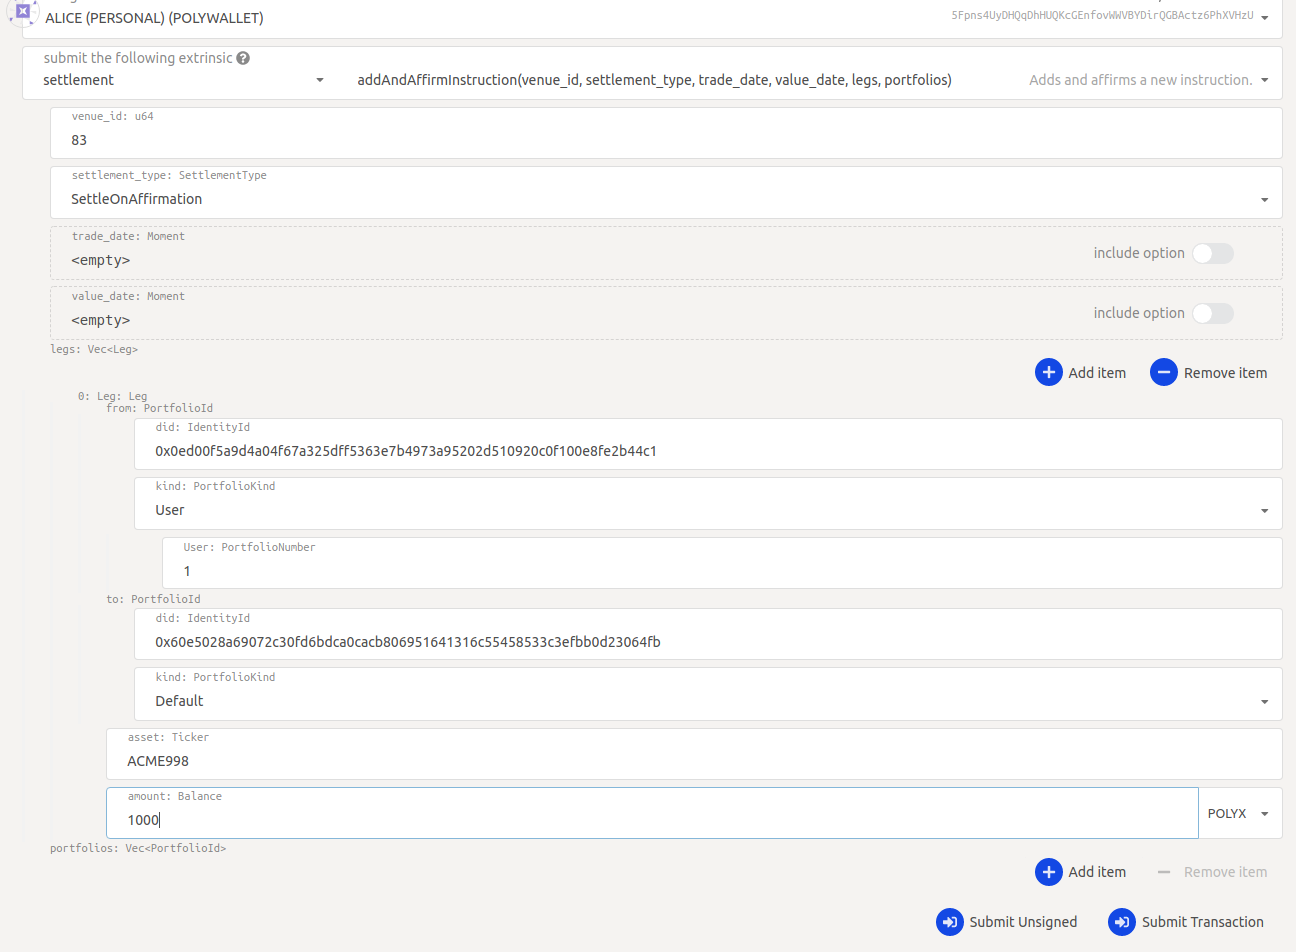 ALICE (PERSONAL) (POLYWALLET) 5Fpns4UyDHQqDhHUQKcGEnfovWWVBYDirQGBActz6PhXVHzU
submit the following extrinsic
settlement addAndAffirmInstruction(venue_id, settlement_type, trade_date, value_date, legs, portfolios) Adds and affirms a new instruction.
venue_id: u64
83
settlement_type: SettlementType
SettleOnAffirmation
trade_date: Moment
<empty> include option
value_date: Moment
<empty> include option
legs: Vec<Leg>
Add item Remove item
0: Leg: Leg
from: PortfolioId
did: IdentityId
0x0ed00f5a9d4a04f67a325dff5363e7b4973a95202d510920c0f100e8fe2b44c1
kind: PortfolioKind
User
User: PortfolioNumber
1
to: PortfolioId
did: IdentityId
0x60e5028a69072c30fd6bdca0cacb806951641316c55458533c3efbb0d23064fb
kind: PortfolioKind
Default
asset: Ticker
ACME998
amount: Balance
1000 POLYX
portfolios: Vec<PortfolioId>
Add item Remove item
Submit Unsigned Submit Transaction